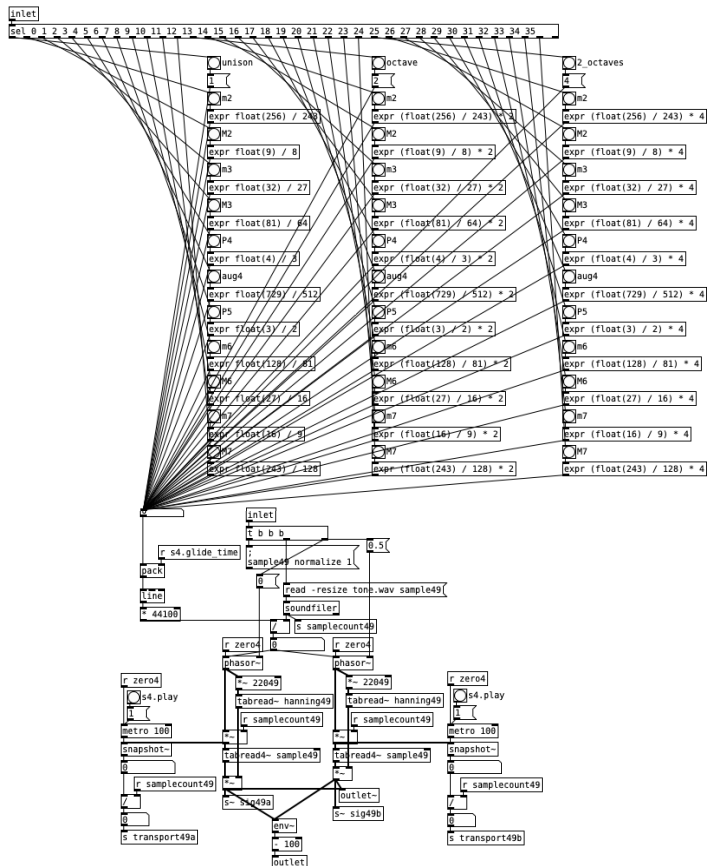 inlet
sel 0 1 2 3 4 5 6 7 8 9 10 11 12 13 14 15 16 17 18 19 20 21 22 23 24 25 26 27 28 29 30 31 32 33 34 35
unison octave 2_octaves
1 2 4
m2 m2 m2
expr float(256) / 243 expr (float(256) / 243) * 2 expr (float(256) / 243) * 4
M2 M2 M2
expr float(9) / 8 expr (float(9) / 8) * 2 expr (float(9) / 8) * 4
m3 m3 m3
expr float(32) / 27 expr (float(32) / 27) * 2 expr (float(32) / 27) * 4
M3 M3 M3
expr float(81) / 64 expr (float(81) / 64) * 2 expr (float(81) / 64) * 4
P4 P4 P4
expr float(4) / 3 expr (float(4) / 3) * 2 expr (float(4) / 3) * 4
aug4 aug4 aug4
expr float(729) / 512 expr (float(729) / 512) * 2 expr (float(729) / 512) * 4
P5 P5 P5
expr float(3) / 2 expr (float(3) / 2) * 2 expr (float(3) / 2) * 4
m6 m6 m6
expr float(128) / 81 expr (float(128) / 81) * 2 expr (float(128) / 81) * 4
M6 M6 M6
expr float(27) / 16 expr (float(27) / 16) * 2 expr (float(27) / 16) * 4
m7 m7 m7
expr float(16) / 9 expr (float(16) / 9) * 2 expr (float(16) / 9) * 4
M7 M7 M7
expr float(243) / 128 expr (float(243) / 128) * 2 expr (float(243) / 128) * 4
0 inlet
t b b b
r s4.glide_time ; 0.5
sample49 normalize 1
pack 0
line read -resize tone.wav sample49
* 44100 soundfiler
/ s samplecount49
0
r zero4 r zero4
phasor~ phasor~
r zero4 *~ 22049 *~ 22049 r zero4
s4.play tabread~ hanning49 tabread~ hanning49 s4.play
1 r samplecount49 r samplecount49 1
metro 100 *~ *~ metro 100
snapshot~ tabread4~ sample49 tabread4~ sample49 snapshot~
0 0
r samplecount49 *~ *~ r samplecount49
/ s~ sig49a outlet~ /
0 env~ s~ sig49b 0
s transport49a - 100 s transport49b
outlet